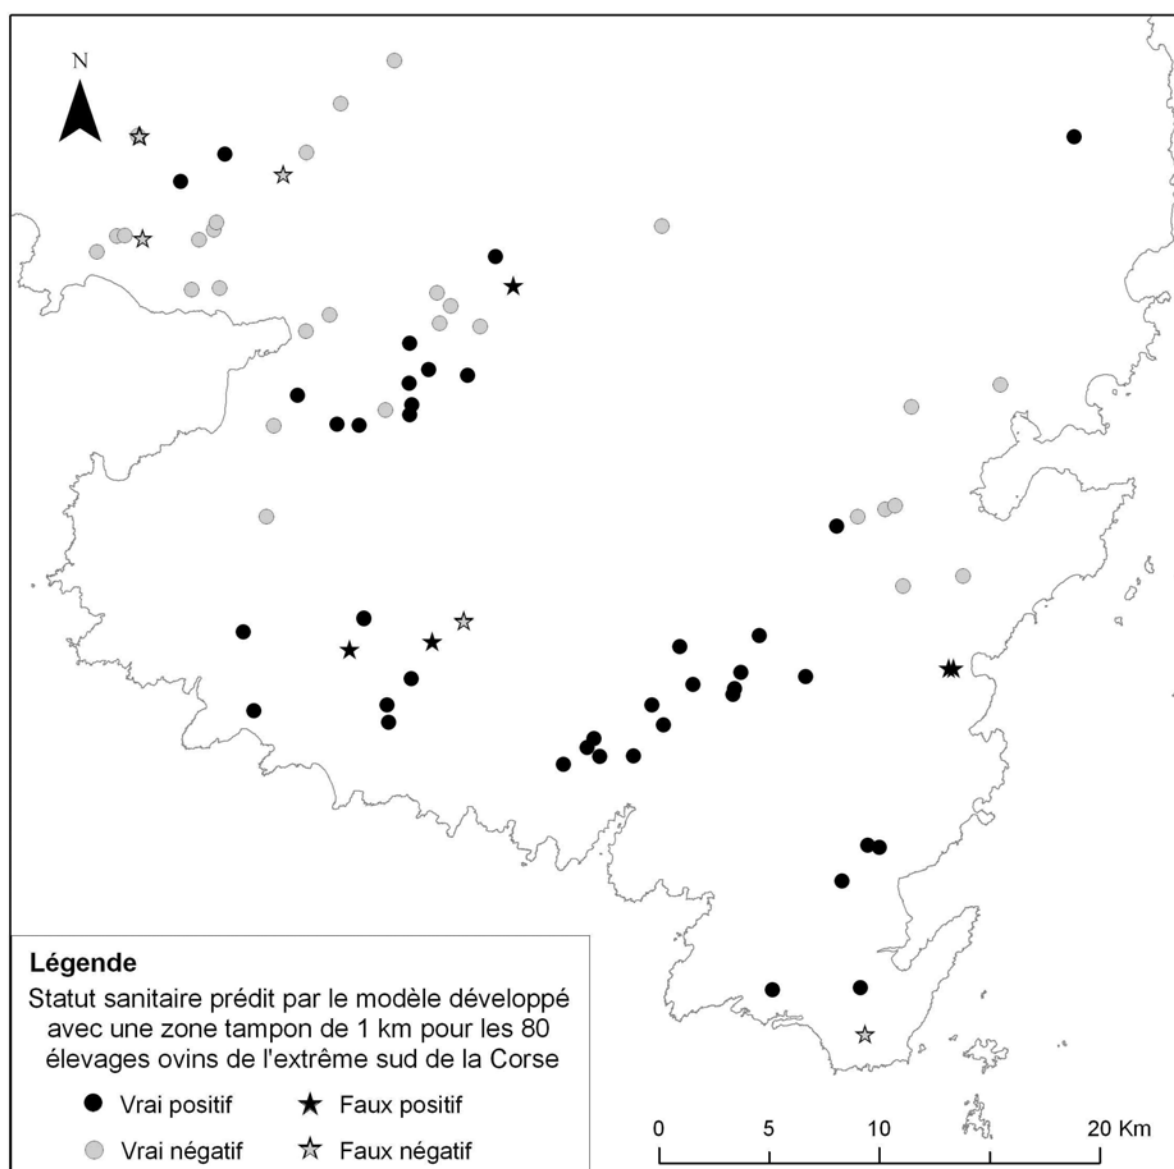 N
Légende
Statut sanitaire prédit par le modèle développé
avec une zone tampon de 1 km pour les 80
élevages ovins de l'extrême sud de la Corse
Vrai positif Faux positif
Vrai négatif Faux négatif
0 5 10 20 Km